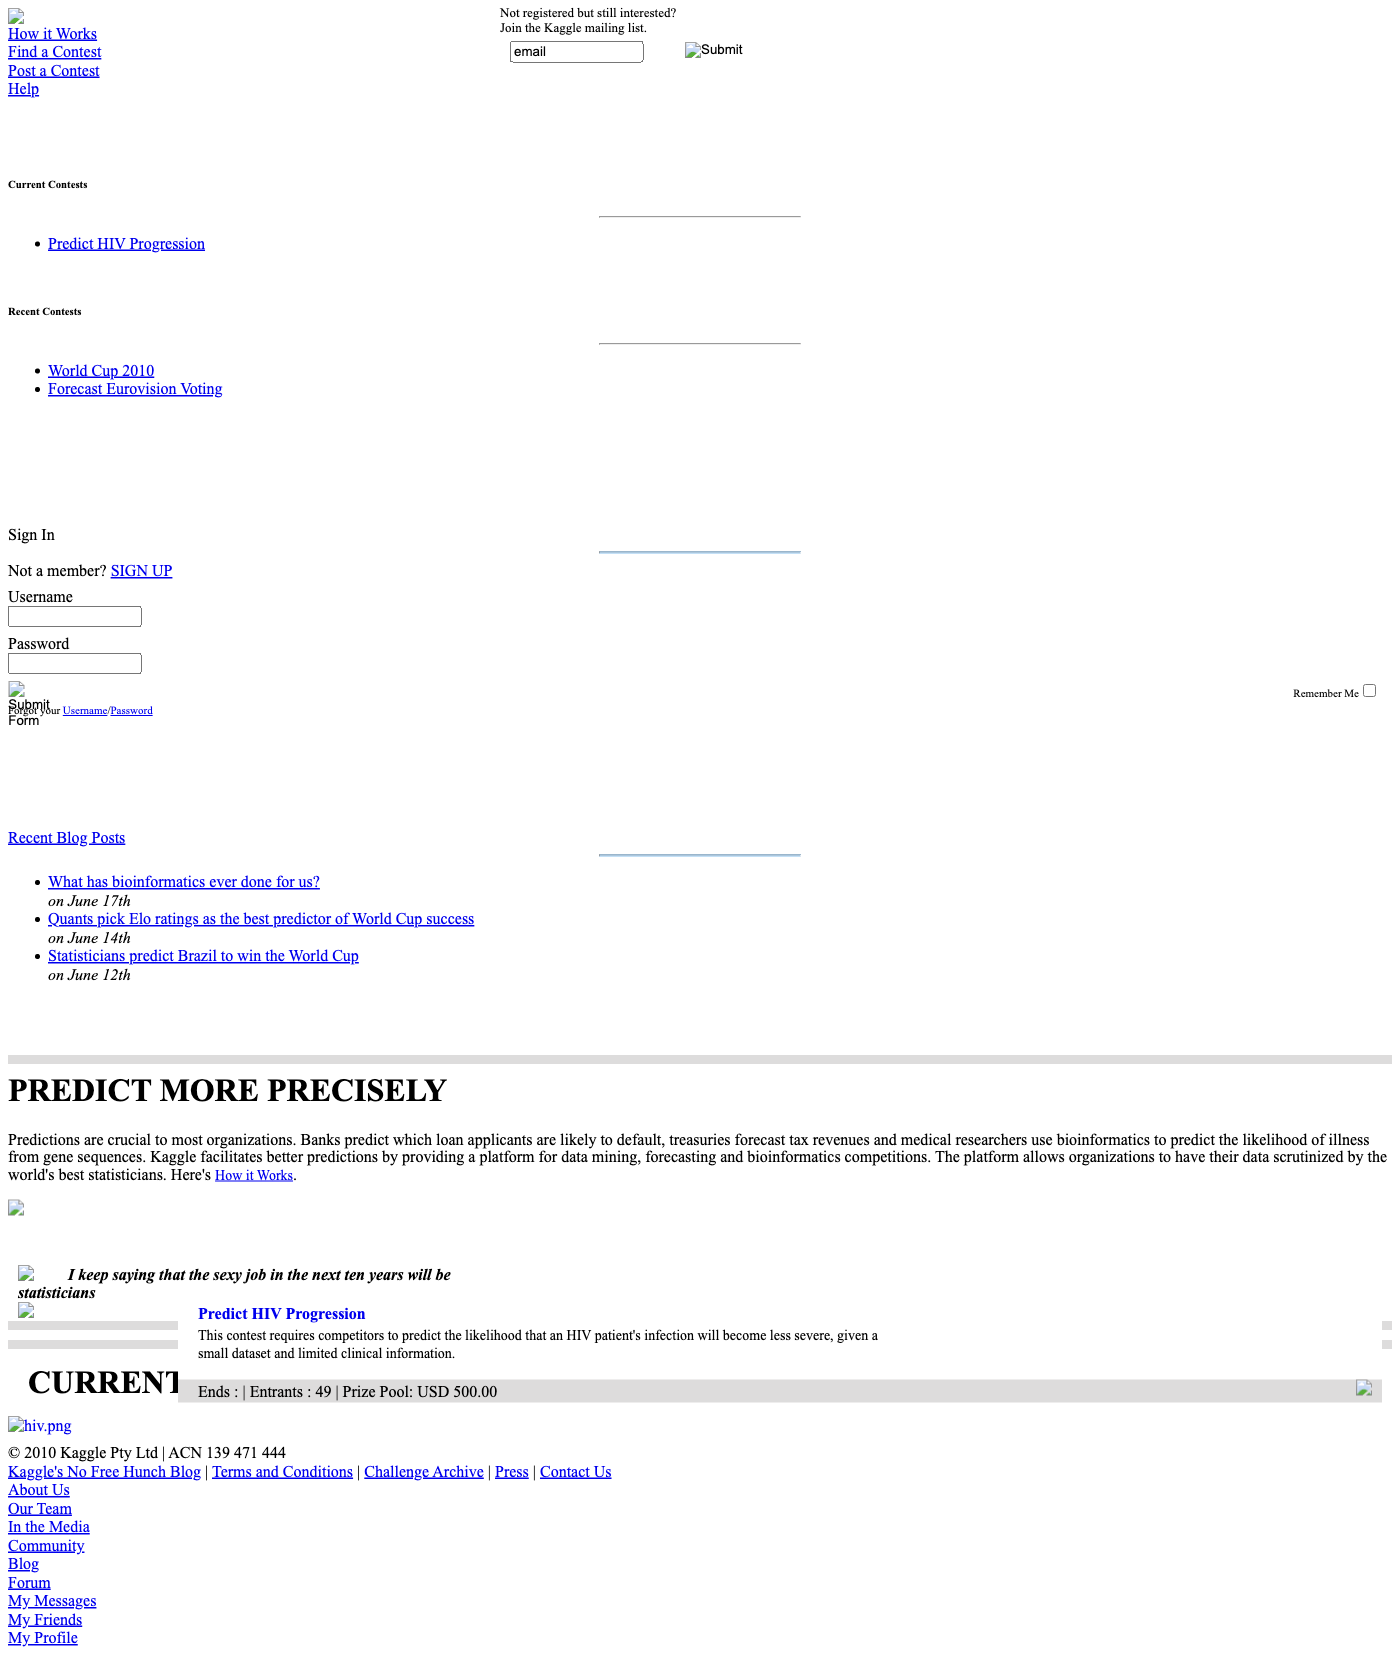 Not registered but still interested?
Join the Kaggle mailing list.
email
Submit
How it Works
Find a Contest
Post a Contest
Help
Current Contests
Predict HIV Progression
Recent Contests
World Cup 2010
Forecast Eurovision Voting
Sign In
Not a member? SIGN UP
Username
Password
Submit
Form
Remember Me
Forgot your Username/Password
Recent Blog Posts
What has bioinformatics ever done for us?
on June 17th
Quants pick Elo ratings as the best predictor of World Cup success
on June 14th
Statisticians predict Brazil to win the World Cup
on June 12th
PREDICT MORE PRECISELY
Predictions are crucial to most organizations. Banks predict which loan applicants are likely to default, treasuries forecast tax revenues and medical researchers use bioinformatics to predict the likelihood of illness
from gene sequences. Kaggle facilitates better predictions by providing a platform for data mining, forecasting and bioinformatics competitions. The platform allows organizations to have their data scrutinized by the
world's best statisticians. Here's How it Works.
I keep saying that the sexy job in the next ten years will be
statisticians
Predict HIV Progression
This contest requires competitors to predict the likelihood that an HIV patient's infection will become less severe, given a
small dataset and limited clinical information.
CURRENT
Ends : | Entrants : 49 | Prize Pool: USD 500.00
hiv.png
© 2010 Kaggle Pty Ltd | ACN 139 471 444
Kaggle's No Free Hunch Blog | Terms and Conditions | Challenge Archive | Press | Contact Us
About Us
Our Team
In the Media
Community
Blog
Forum
My Messages
My Friends
My Profile